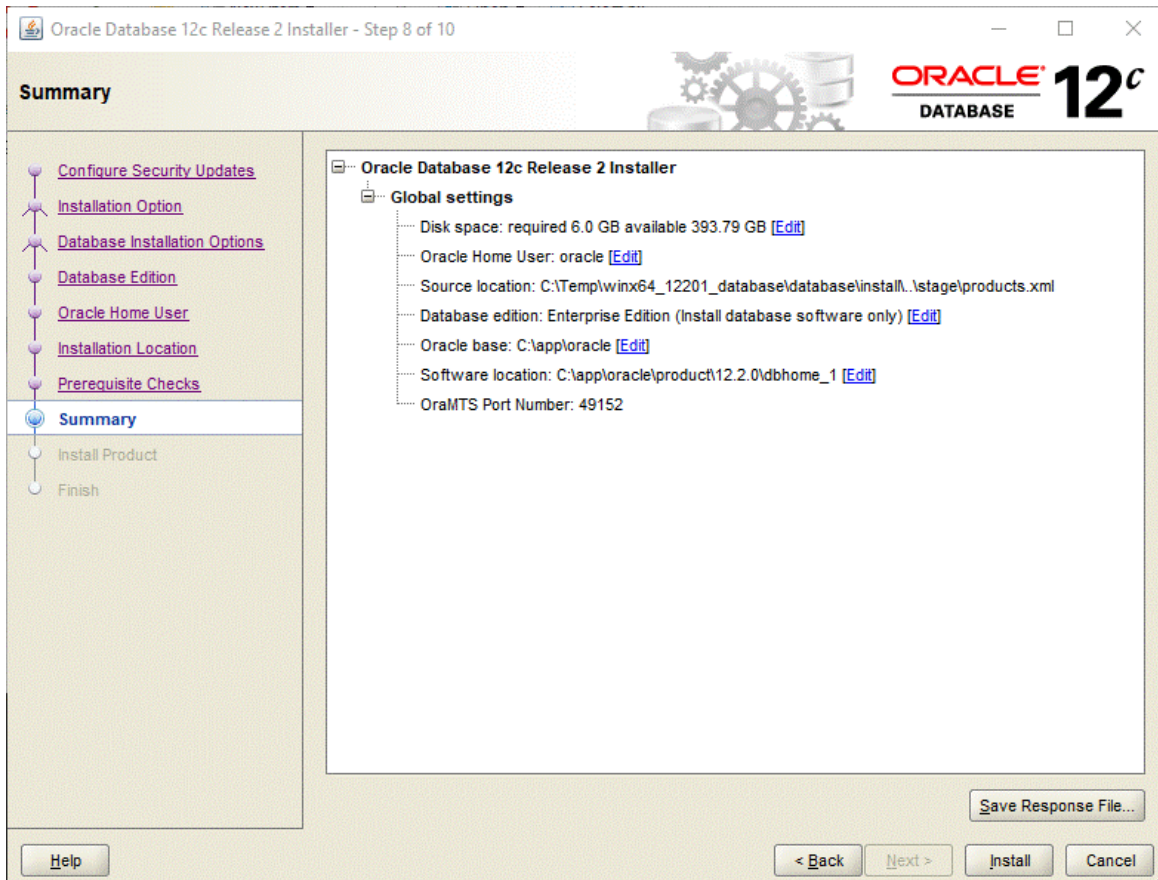 Oracle Database 12c Release 2 Installer - Step 8 of 10
Summary
ORACLE DATABASE 12c
Configure Security Updates
Installation Option
Database Installation Options
Database Edition
Oracle Home User
Installation Location
Prerequisite Checks
Summary
Install Product
Finish
Oracle Database 12c Release 2 Installer
Global settings
Disk space: required 6.0 GB available 393.79 GB [Edit]
Oracle Home User: oracle [Edit]
Source location: C:\Temp\winx64_12201_database\database\install\..\stage\products.xml
Database edition: Enterprise Edition (Install database software only) [Edit]
Oracle base: C:\app\oracle [Edit]
Software location: C:\app\oracle\product\12.2.0\dbhome_1 [Edit]
OraMTS Port Number: 49152
Save Response File...
Help
< Back
Next >
Install
Cancel